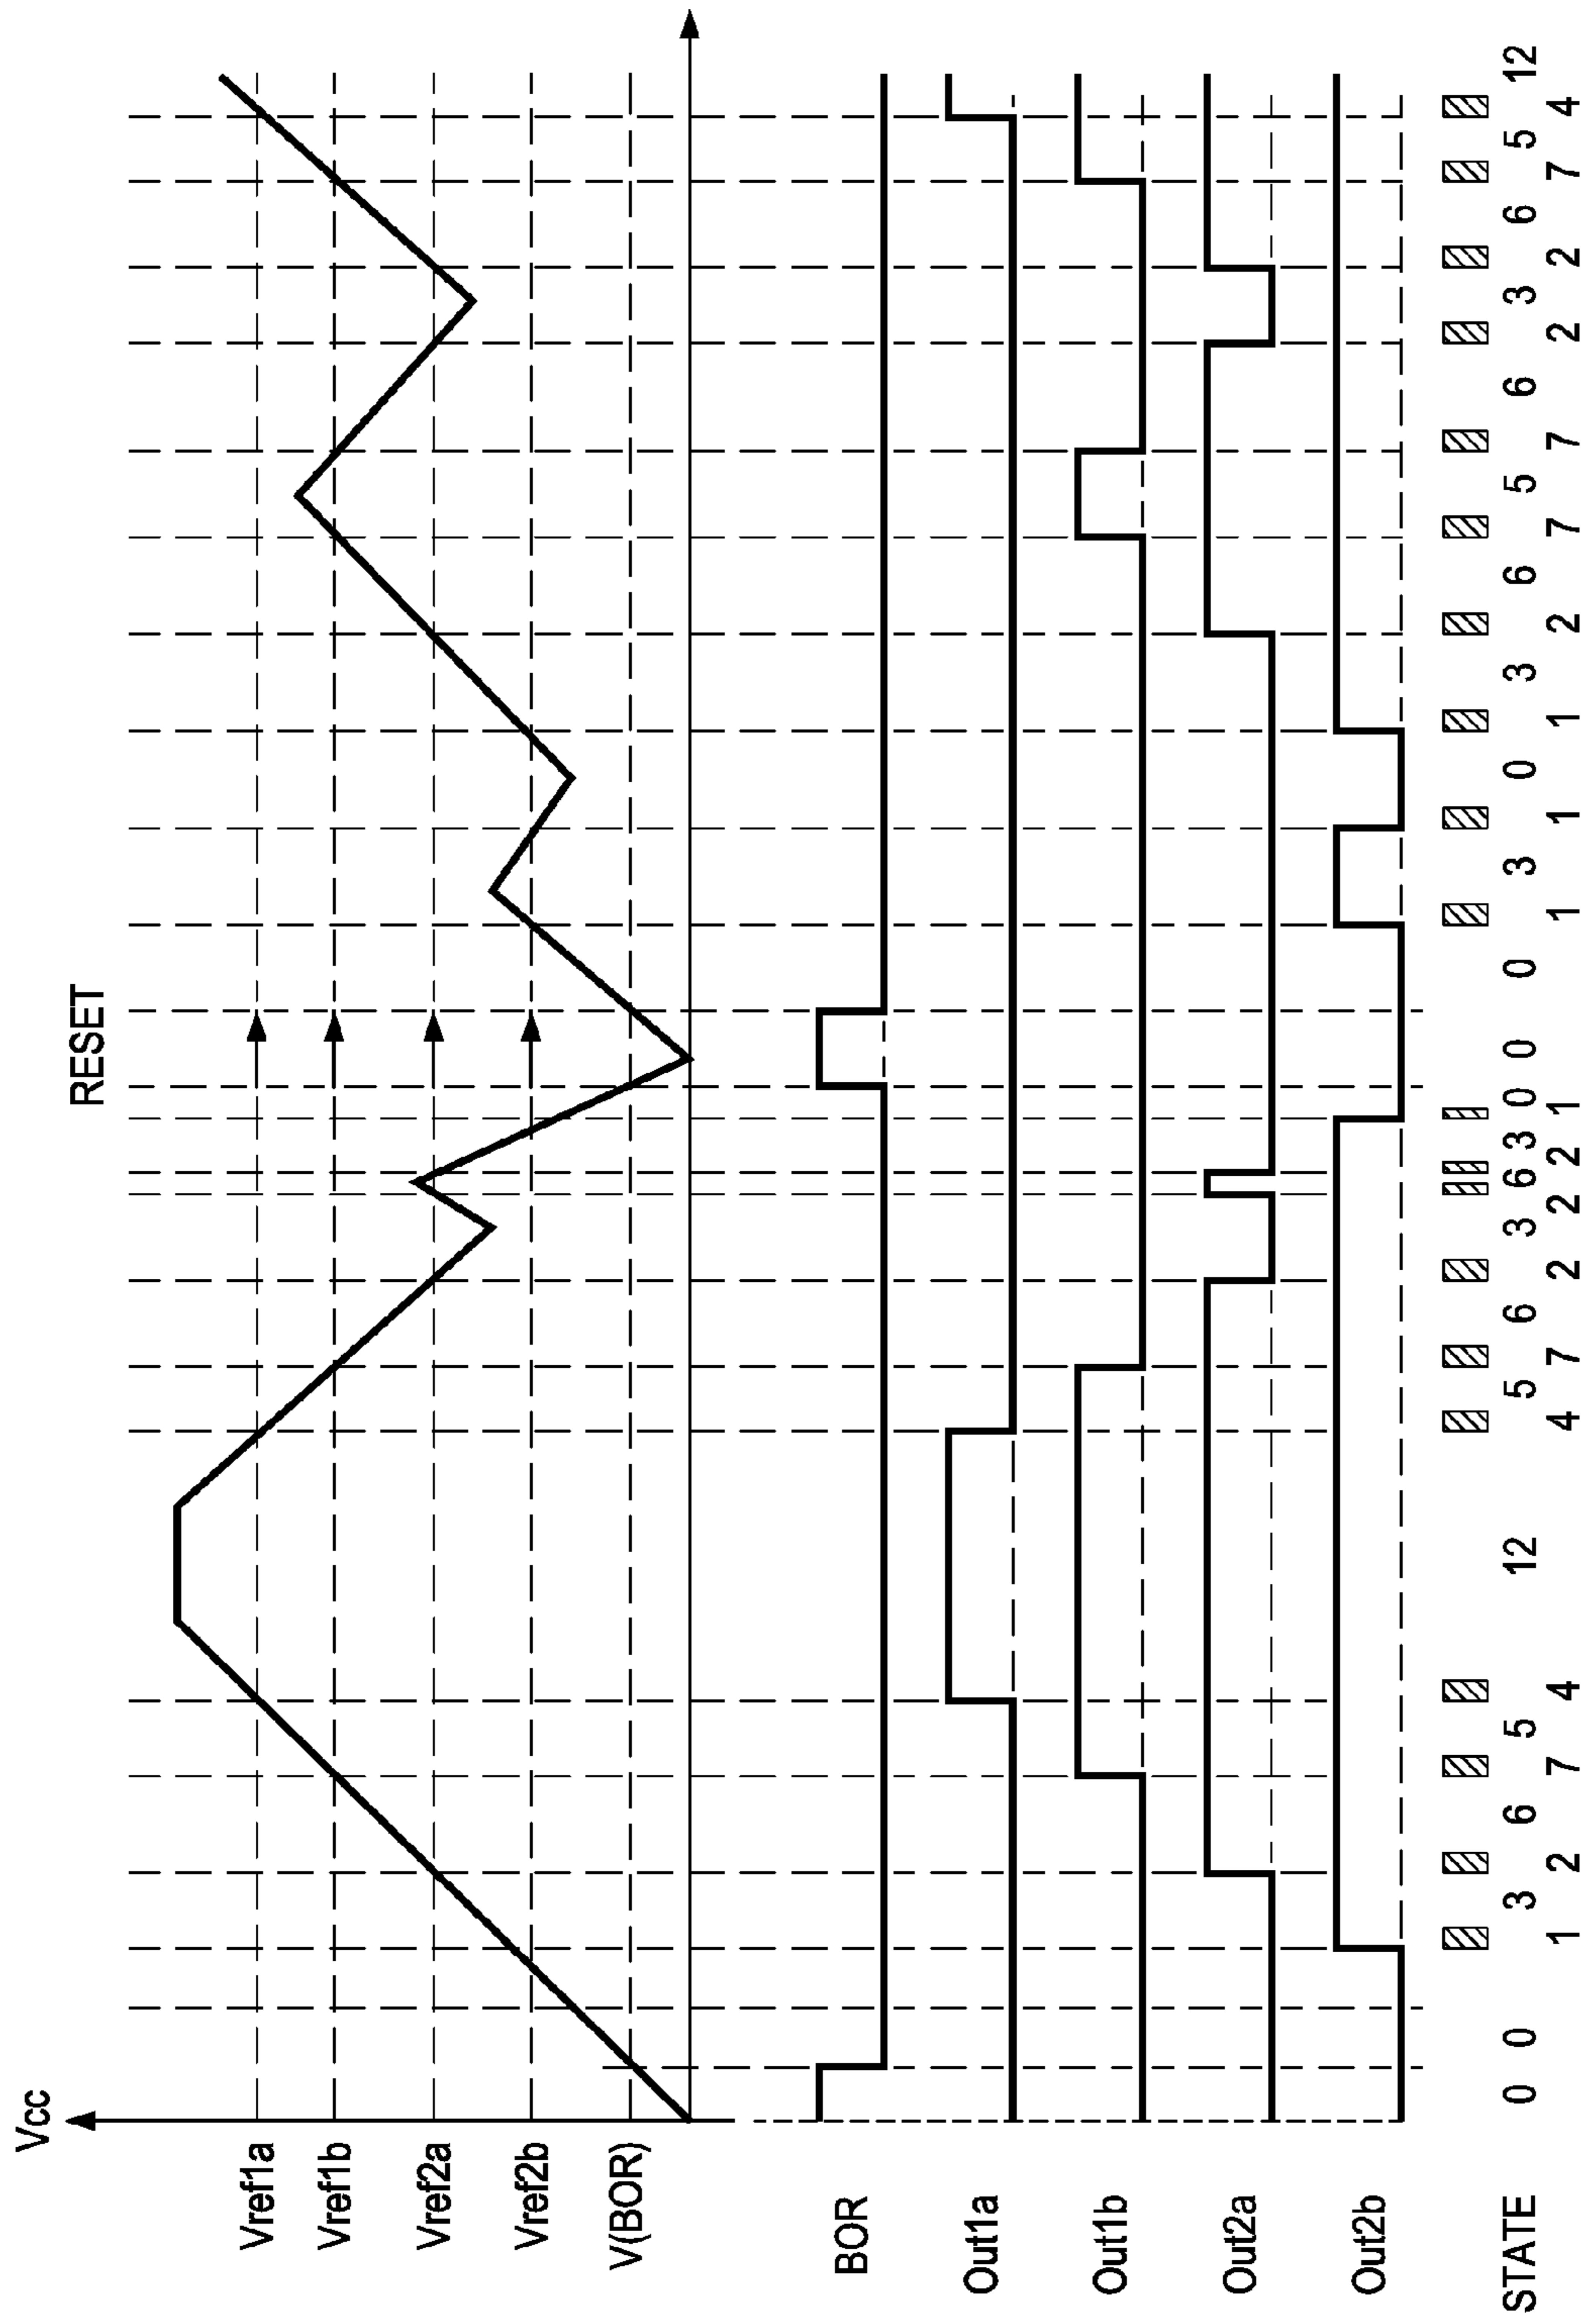 Vcc
RESET
Vref1a
Vref1b
Vref2a
Vref2b
V(BOR)
BOR
Out1a
Out1b
Out2a
Out2b
STATE 0 0 3 6 5 12 5 6 3 6 3 0 0 0 3 0 3 6 5 6 3 6 5 12
1 2 7 4 4 7 2 2 2 1 1 1 1 2 7 7 2 2 7 4